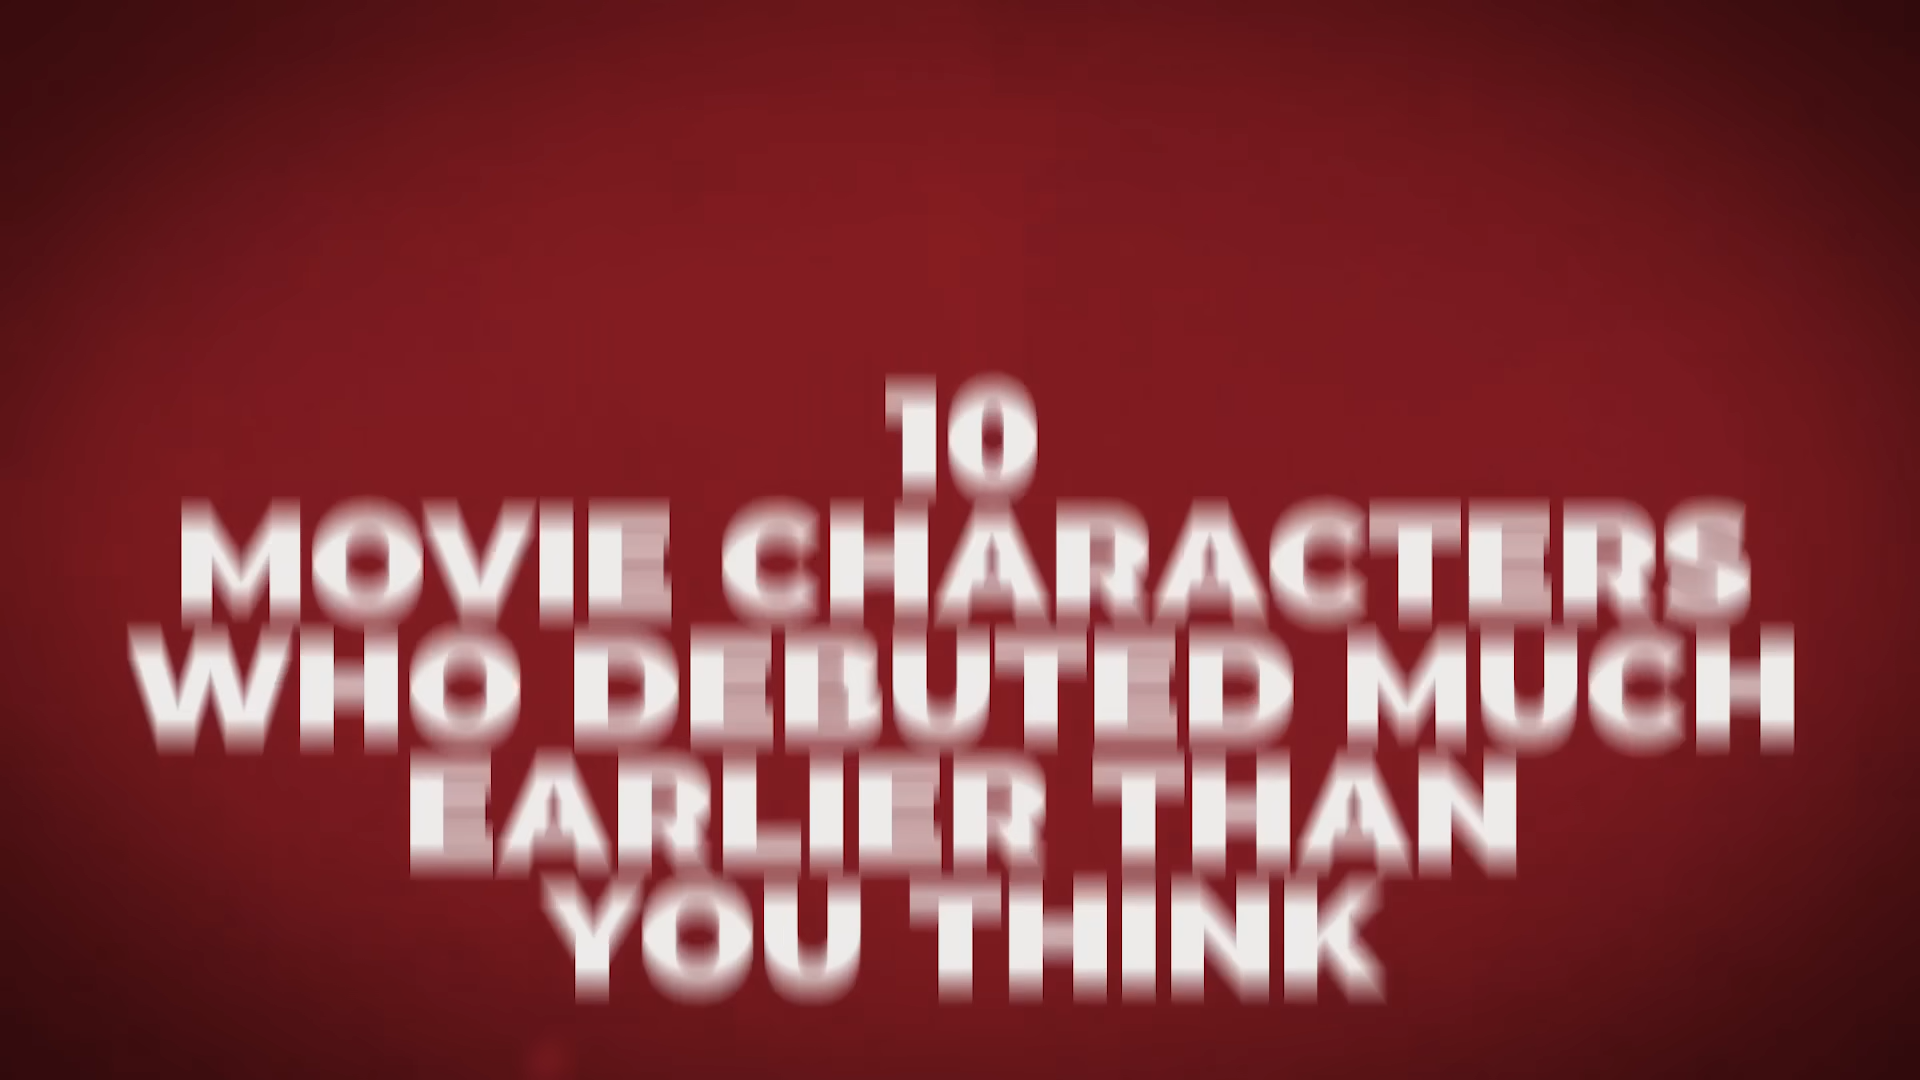 10
MOVIE CHARACTERS
WHO DEBUTED MUCH
EARLIER THAN
YOU THINK